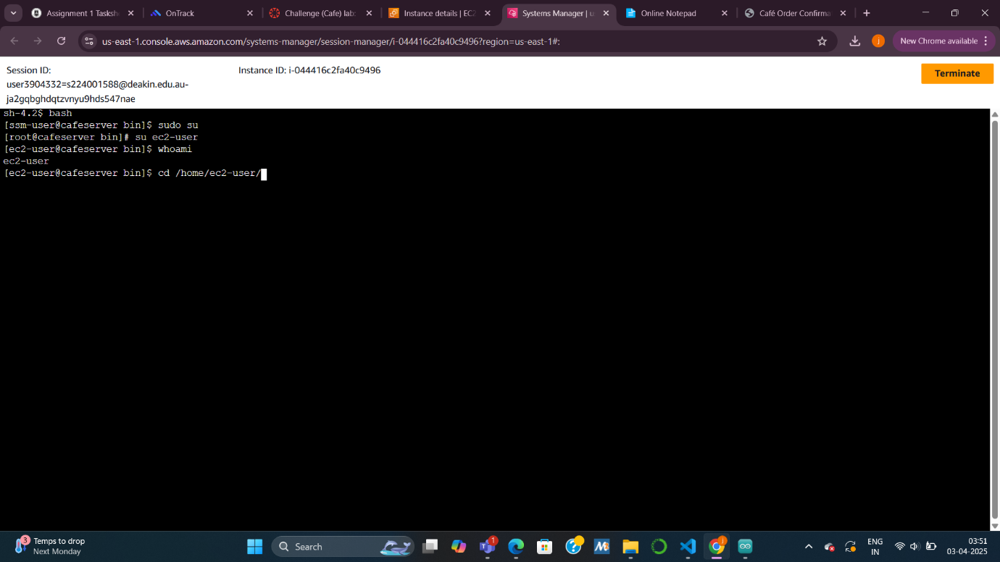 Assignment 1 Tasksh
OnTrack
Challenge (Cafe) lab:
Instance details | EC2
Systems Manager | u
Online Notepad
Café Order Confirma
us-east-1.console.aws.amazon.com/systems-manager/session-manager/i-044416c2fa40c9496?region=us-east-1#:
j
New Chrome available
Session ID:
user3904332=s224001588@deakin.edu.au-
ja2gqbghdqtzvnyu9hds547nae
Instance ID: i-044416c2fa40c9496
Terminate
sh-4.2$ bash
[ssm-user@cafeserver bin]$ sudo su
[root@cafeserver bin]# su ec2-user
[ec2-user@cafeserver bin]$ whoami
ec2-user
[ec2-user@cafeserver bin]$ cd /home/ec2-user/
3
Temps to drop
Next Monday
Search
1
j
ENG
IN
03:51
03-04-2025